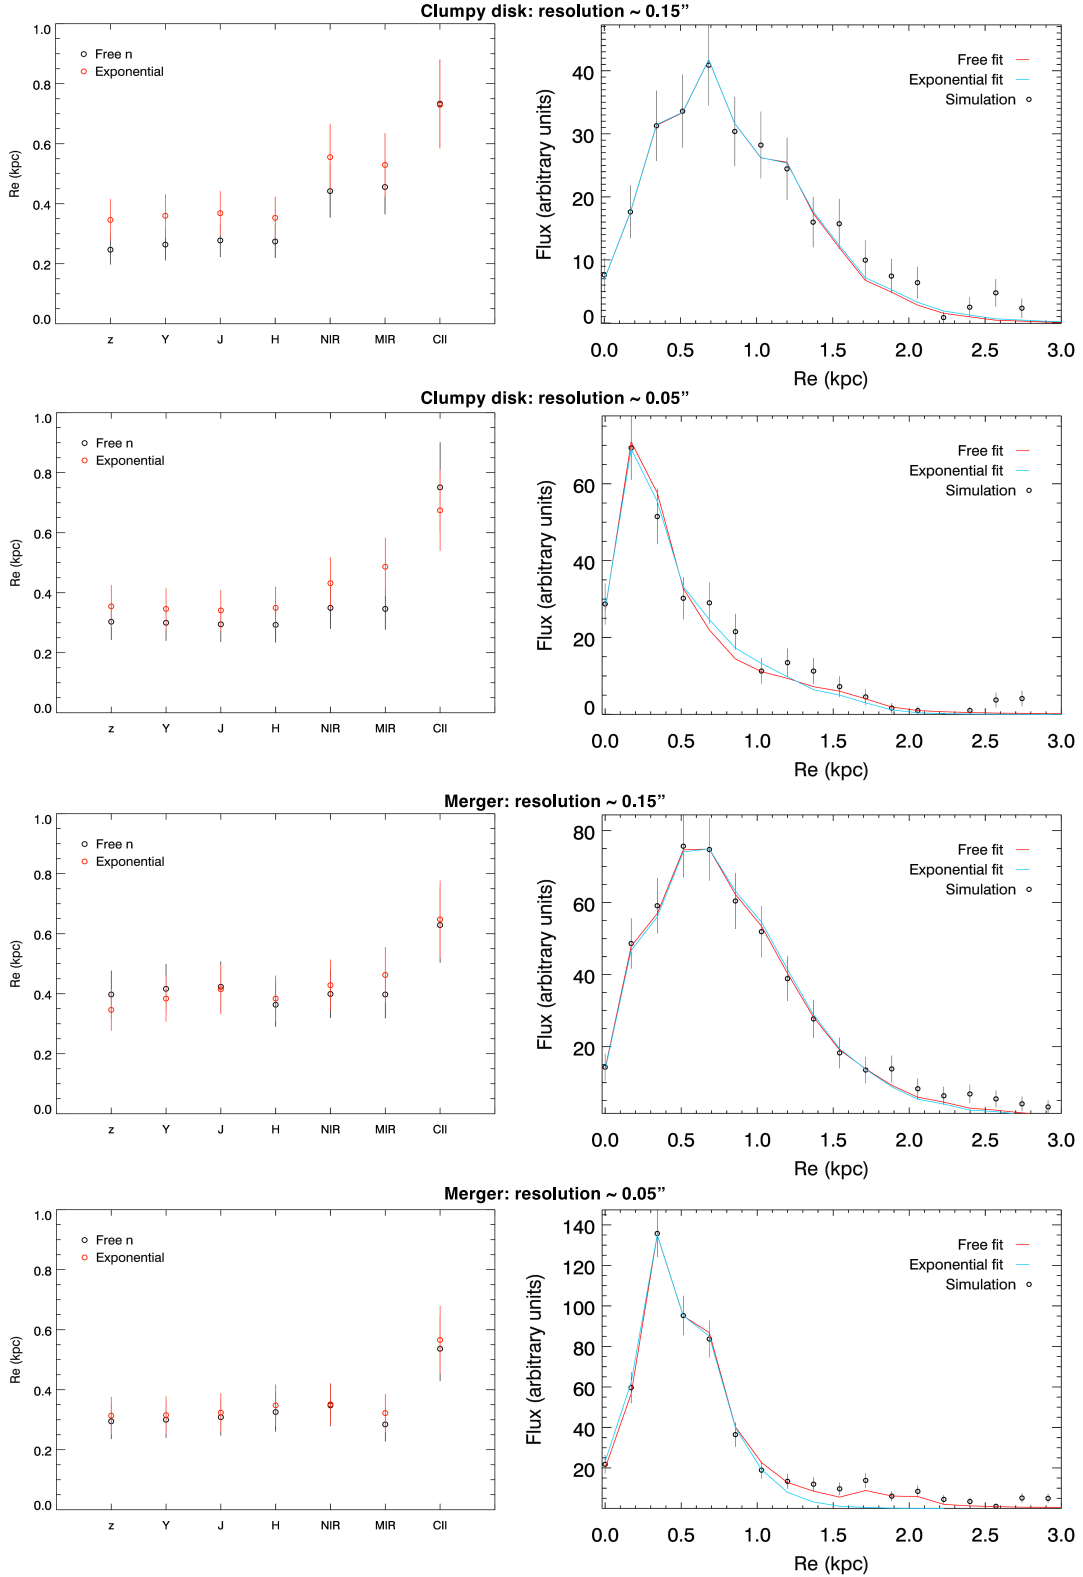 Clumpy disk: resolution ~ 0.15”
1.0
0.8
0.6
0.4
0.2
0.0
Re (kpc)
Free n
Exponential
z Y J H NIR MIR CII
40
30
20
10
0
Flux (arbitrary units)
Free fit
Exponential fit
Simulation
0.0 0.5 1.0 1.5 2.0 2.5 3.0
Re (kpc)
Clumpy disk: resolution ~ 0.05”
1.0
0.8
0.6
0.4
0.2
0.0
Re (kpc)
Free n
Exponential
z Y J H NIR MIR CII
60
40
20
0
Flux (arbitrary units)
Free fit
Exponential fit
Simulation
0.0 0.5 1.0 1.5 2.0 2.5 3.0
Re (kpc)
Merger: resolution ~ 0.15”
1.0
0.8
0.6
0.4
0.2
0.0
Re (kpc)
Free n
Exponential
z Y J H NIR MIR CII
80
60
40
20
Flux (arbitrary units)
Free fit
Exponential fit
Simulation
0.0 0.5 1.0 1.5 2.0 2.5 3.0
Re (kpc)
Merger: resolution ~ 0.05”
1.0
0.8
0.6
0.4
0.2
0.0
Re (kpc)
Free n
Exponential
z Y J H NIR MIR CII
140
120
100
80
60
40
20
Flux (arbitrary units)
Free fit
Exponential fit
Simulation
0.0 0.5 1.0 1.5 2.0 2.5 3.0
Re (kpc)